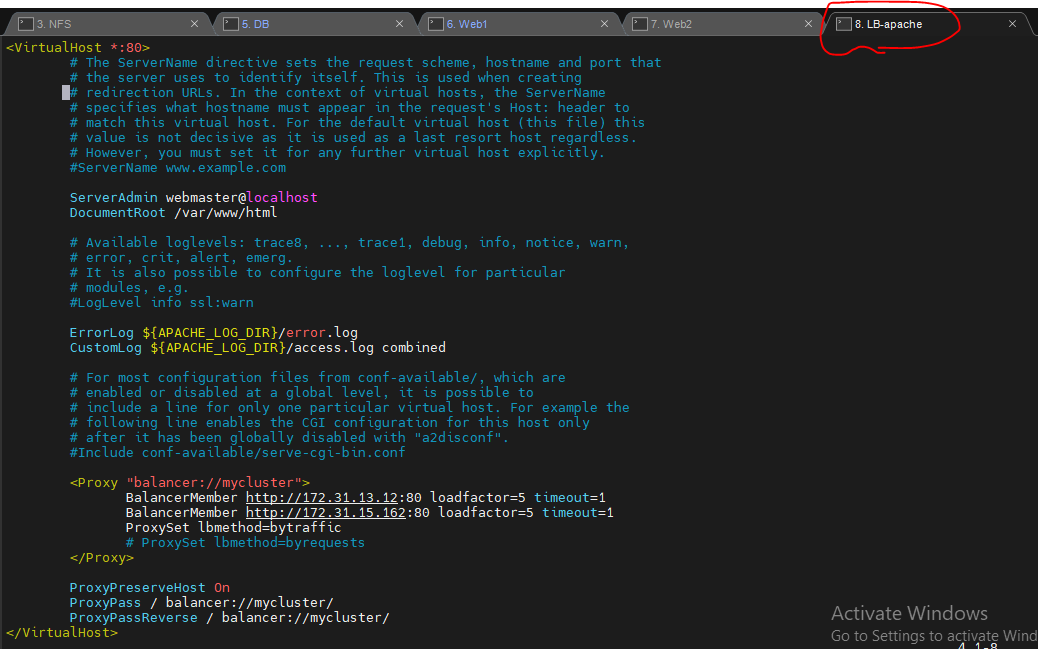 3. NFS
5. DB
6. Web1
7. Web2
8. LB-apache
<VirtualHost *:80>
# The ServerName directive sets the request scheme, hostname and port that
# the server uses to identify itself. This is used when creating
# redirection URLs. In the context of virtual hosts, the ServerName
# specifies what hostname must appear in the request's Host: header to
# match this virtual host. For the default virtual host (this file) this
# value is not decisive as it is used as a last resort host regardless.
# However, you must set it for any further virtual host explicitly.
#ServerName www.example.com
ServerAdmin webmaster@localhost
DocumentRoot /var/www/html
# Available loglevels: trace8, ..., trace1, debug, info, notice, warn,
# error, crit, alert, emerg.
# It is also possible to configure the loglevel for particular
# modules, e.g.
#LogLevel info ssl:warn
ErrorLog ${APACHE_LOG_DIR}/error.log
CustomLog ${APACHE_LOG_DIR}/access.log combined
# For most configuration files from conf-available/, which are
# enabled or disabled at a global level, it is possible to
# include a line for only one particular virtual host. For example the
# following line enables the CGI configuration for this host only
# after it has been globally disabled with "a2disconf".
#Include conf-available/serve-cgi-bin.conf
<Proxy "balancer://mycluster">
BalancerMember http://172.31.13.12:80 loadfactor=5 timeout=1
BalancerMember http://172.31.15.162:80 loadfactor=5 timeout=1
ProxySet lbmethod=bytraffic
# ProxySet lbmethod=byrequests
</Proxy>
ProxyPreserveHost On
ProxyPass / balancer://mycluster/
ProxyPassReverse / balancer://mycluster/
</VirtualHost>
Activate Windows
Go to Settings to activate Wind